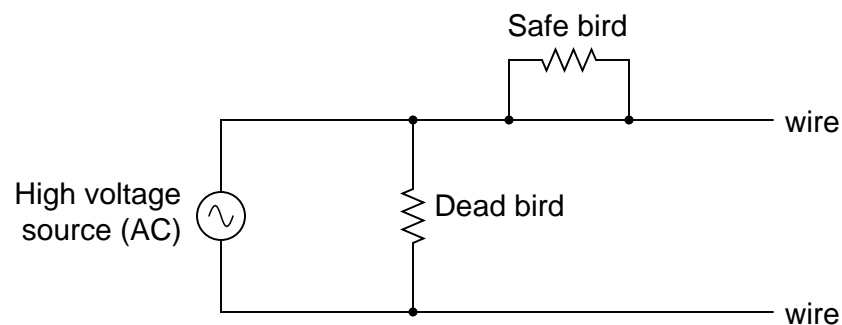 Safe bird
wire
High voltage
source (AC)
Dead bird
wire